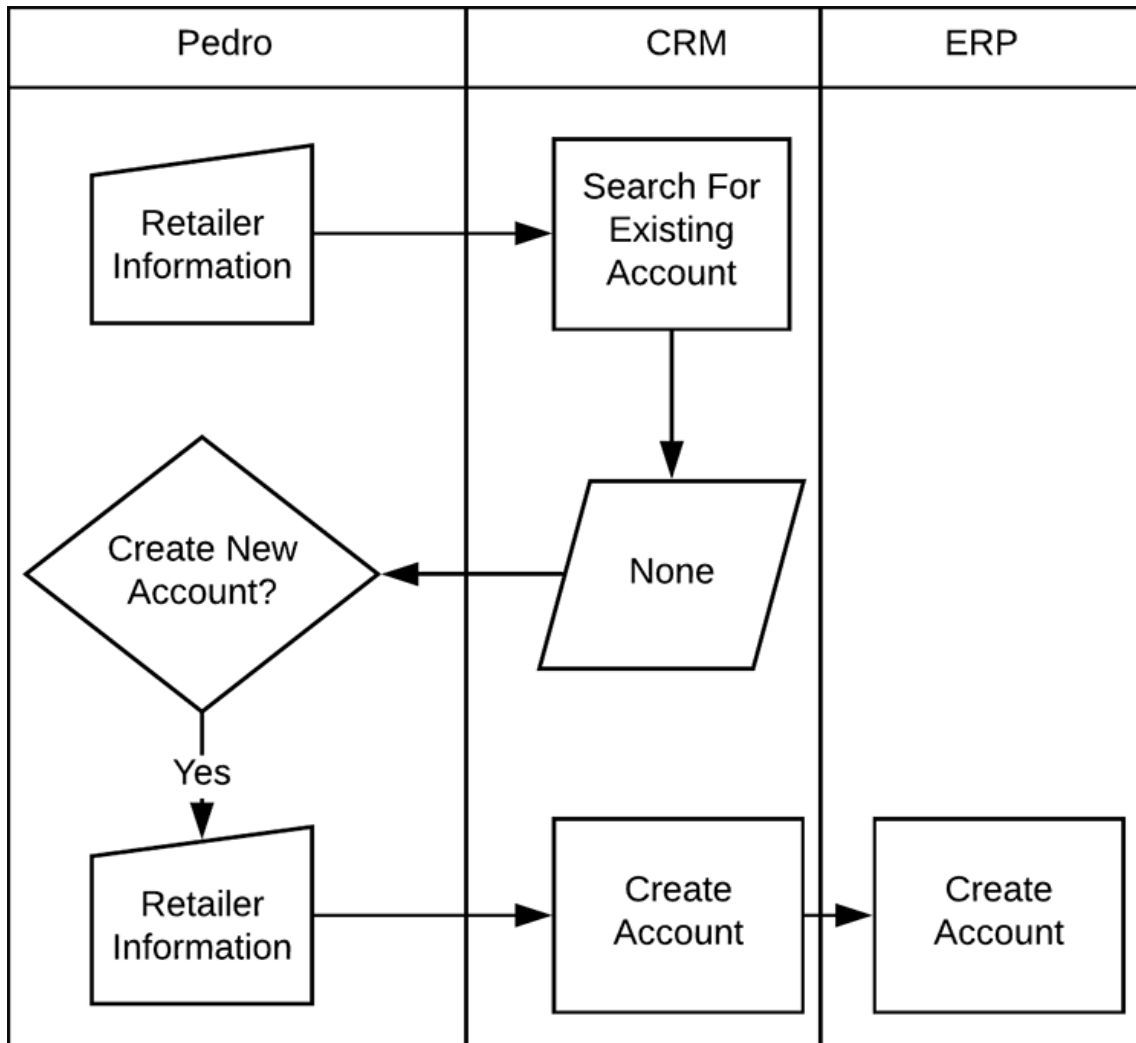 Pedro
CRM
ERP
Retailer
Information
Search For
Existing
Account
Create New
Account?
None
Yes
Retailer
Information
Create
Account
Create
Account